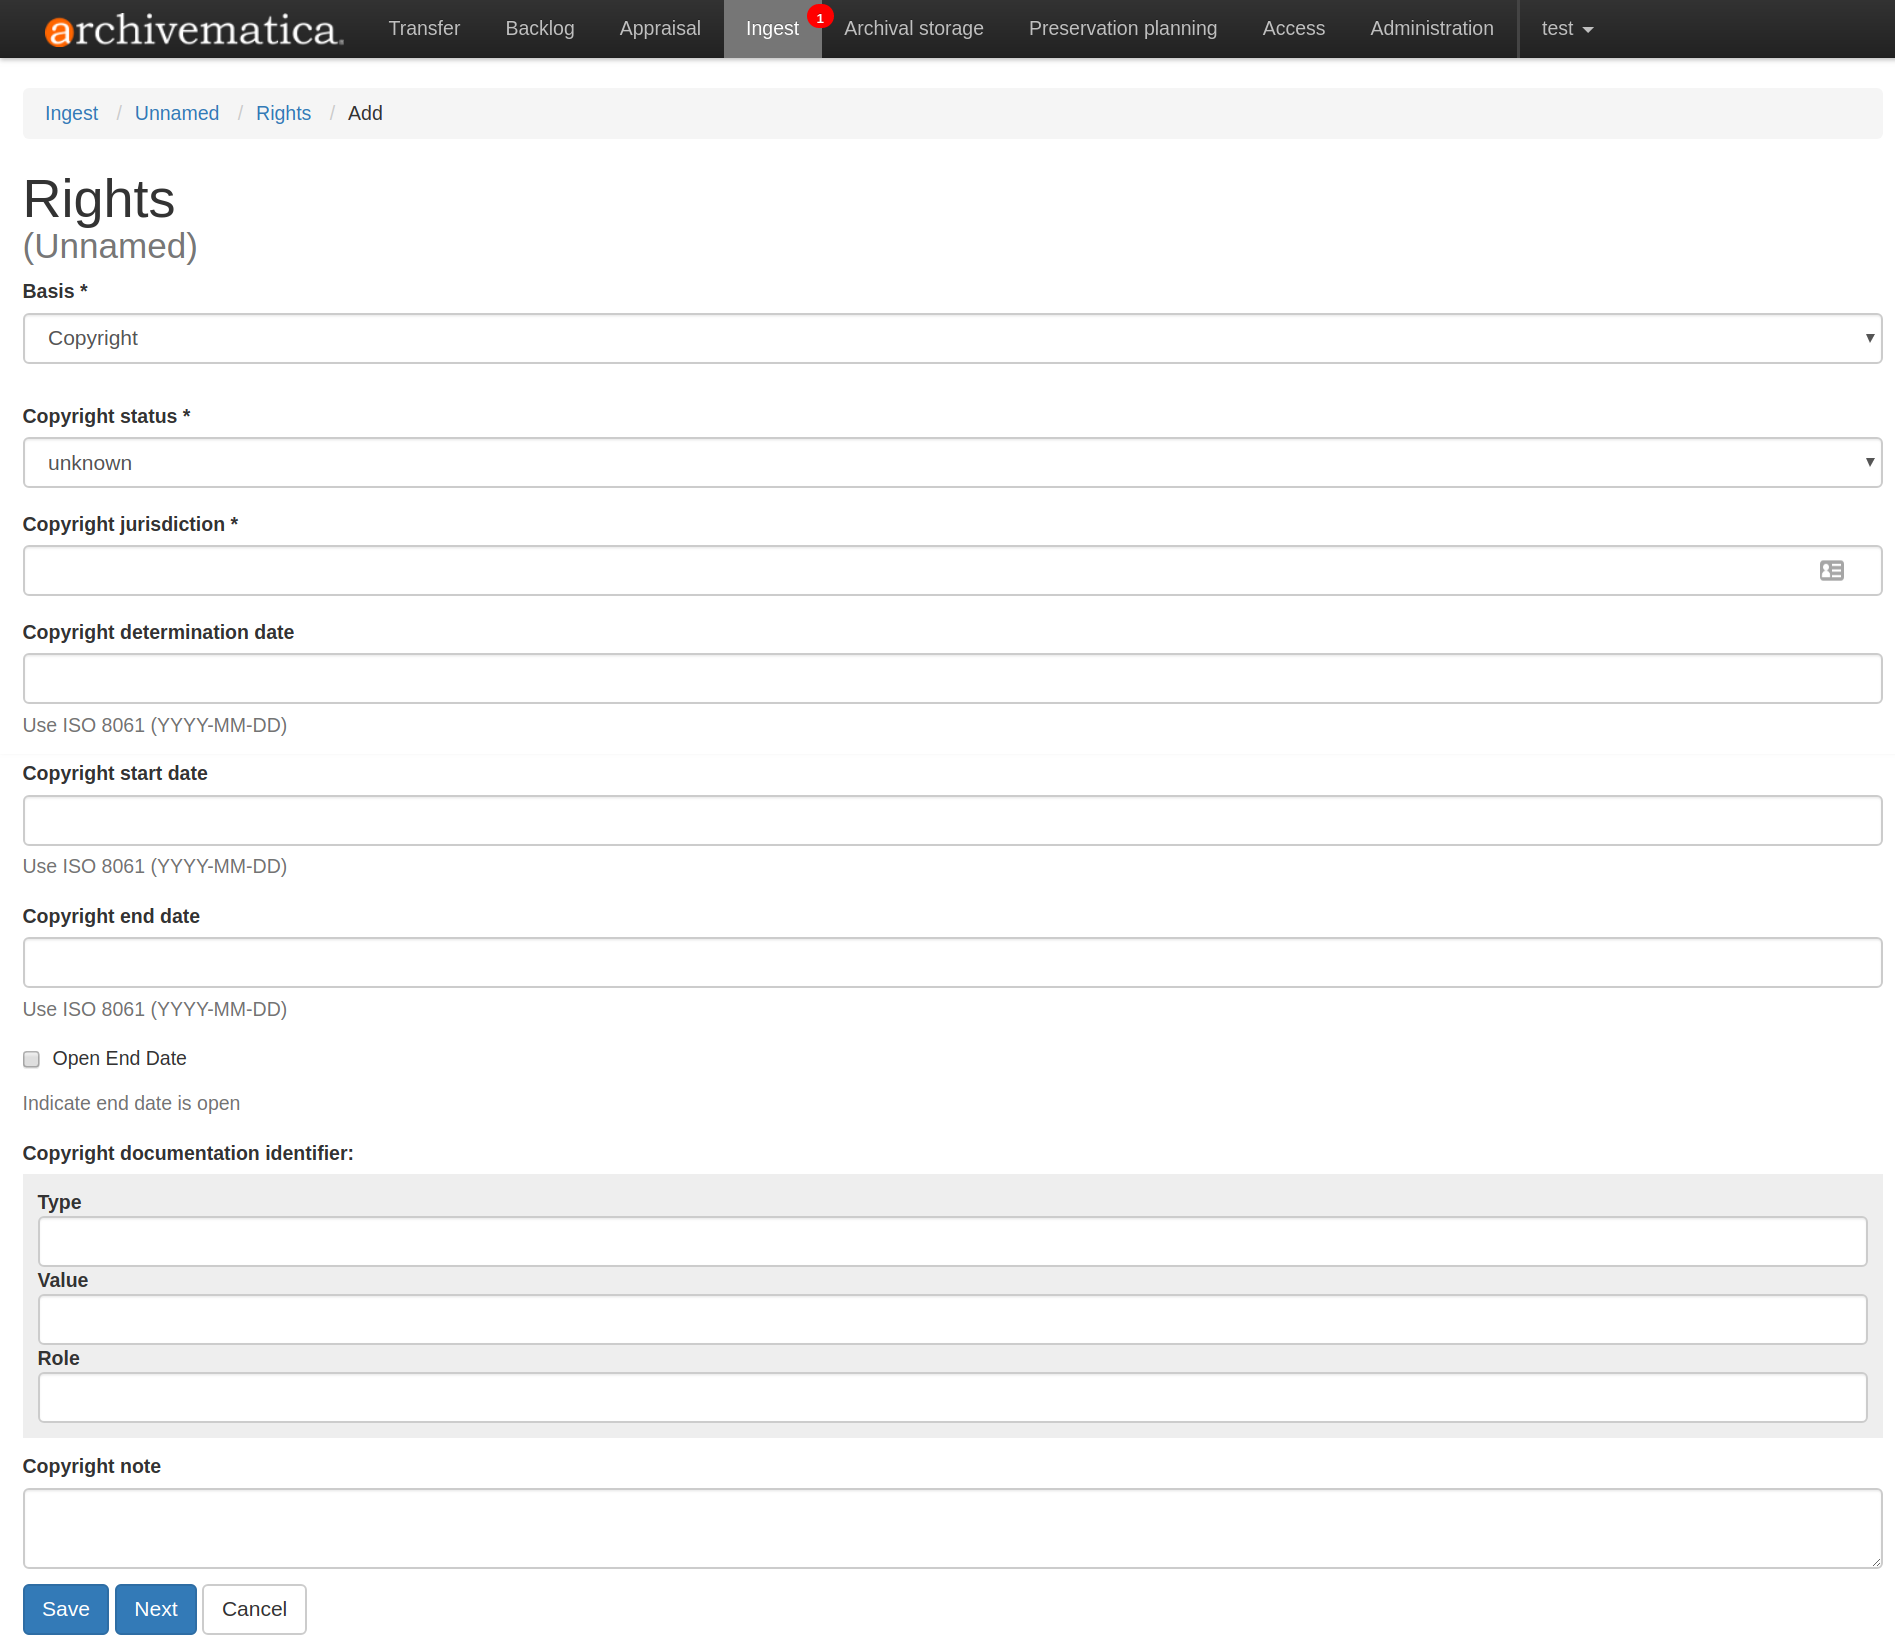 archivematica Transfer Backlog Appraisal Ingest 1 Archival storage Preservation planning Access Administration test
Ingest / Unnamed / Rights / Add
Rights
(Unnamed)
Basis *
Copyright
Copyright status *
unknown
Copyright jurisdiction *
Copyright determination date
Use ISO 8061 (YYYY-MM-DD)
Copyright start date
Use ISO 8061 (YYYY-MM-DD)
Copyright end date
Use ISO 8061 (YYYY-MM-DD)
Open End Date
Indicate end date is open
Copyright documentation identifier:
Type
Value
Role
Copyright note
Save Next Cancel